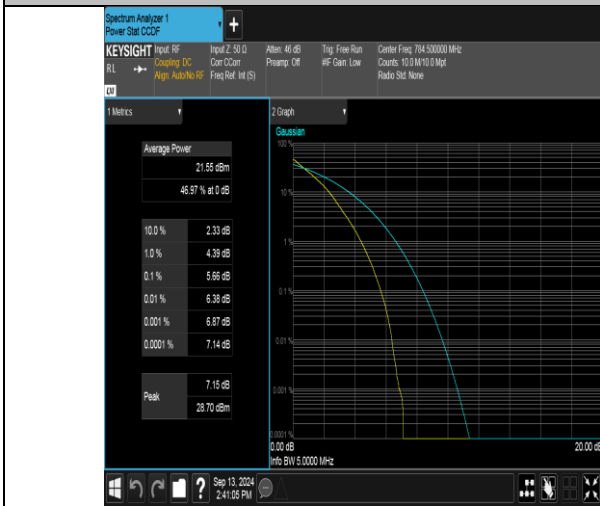 Spectrum Analyzer 1
Power Stat CCDF
+
KEYSIGHT
RL
LXI
Input: RF
Coupling: DC
Align: Auto/No RF
Input Z: 50 Ω
Corr CCorr
Freq Ref: Int (S)
Atten: 46 dB
Preamp: Off
Trig: Free Run
#IF Gain: Low
Center Freq: 784.500000 MHz
Counts: 10.0 M/10.0 Mpt
Radio Std: None
1 Metrics
Average Power
21.55 dBm
46.97 % at 0 dB
10.0 % 2.33 dB
1.0 % 4.39 dB
0.1 % 5.66 dB
0.01 % 6.38 dB
0.001 % 6.87 dB
0.0001 % 7.14 dB
Peak
7.15 dB
28.70 dBm
2 Graph
Gaussian
100 %
10 %
1 %
0.1 %
0.01 %
0.001 %
0.0001 %
0.00 dB
20.00 dB
Info BW 5.0000 MHz
?
Sep 13, 2024
2:41:05 PM